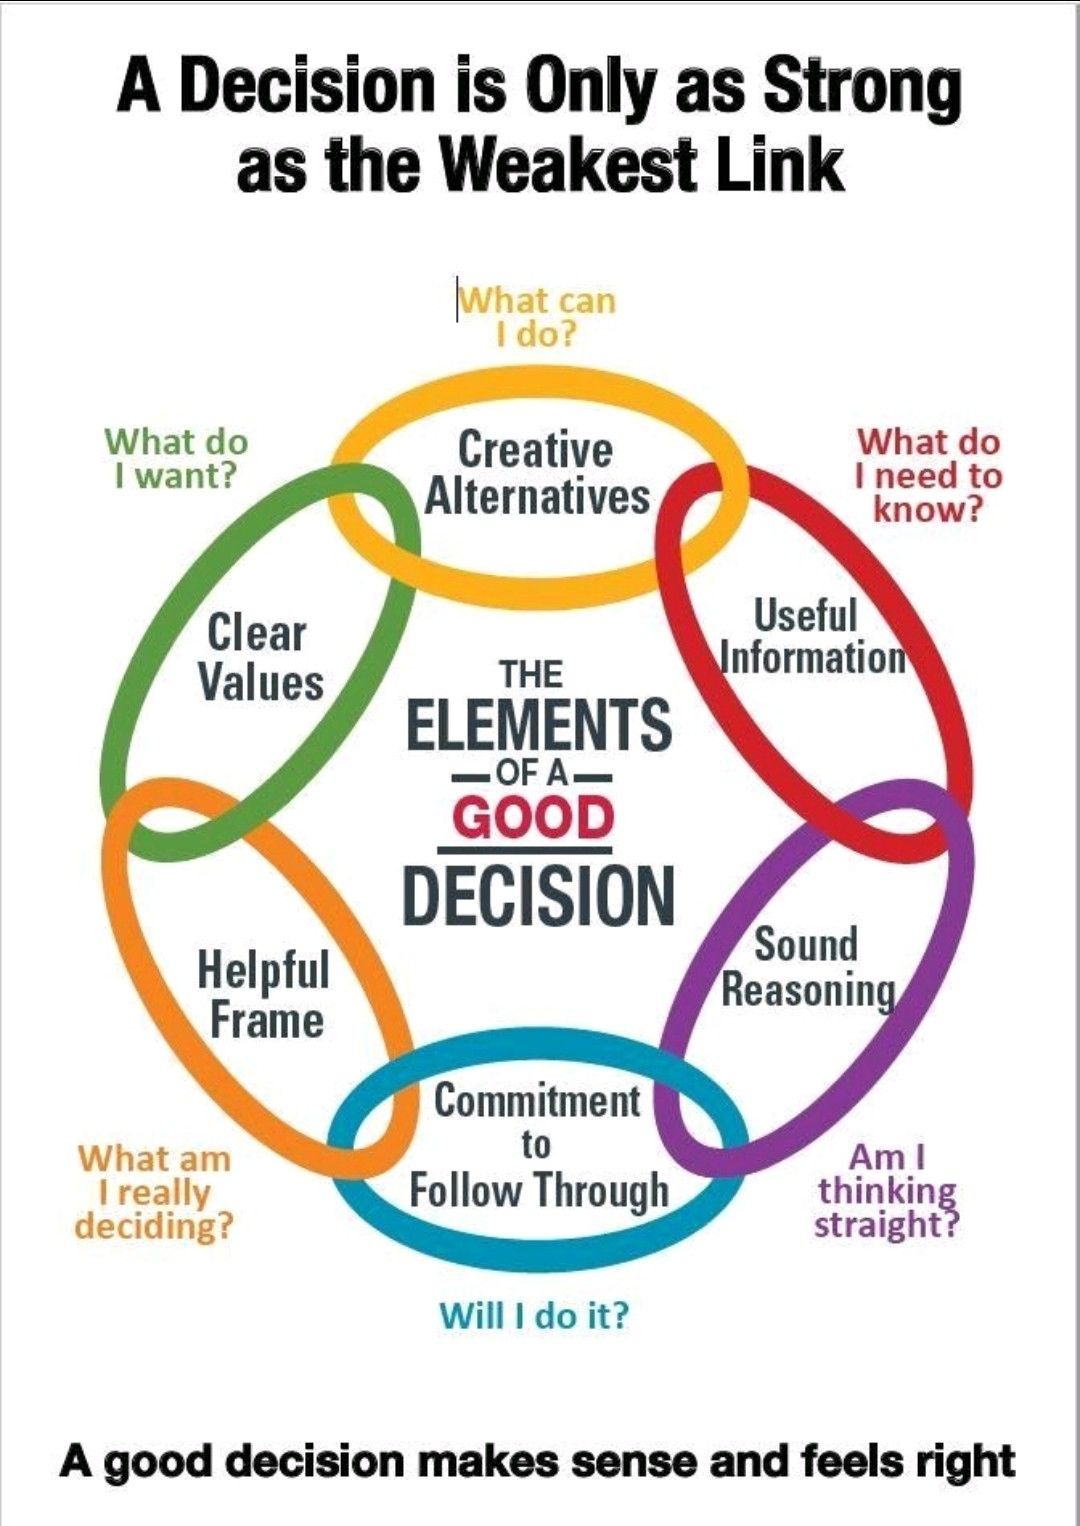 A Decision is Only as Strong
as the Weakest Link
What can
I do?
Creative
Alternatives
What do
I want?
Clear
Values
What do
I need to
know?
Useful
Information
THE
ELEMENTS
OF A
GOOD
DECISION
Helpful
Frame
What am
I really
deciding?
Sound
Reasoning
Am I
thinking
straight?
Commitment
to
Follow Through
Will I do it?
A good decision makes sense and feels right